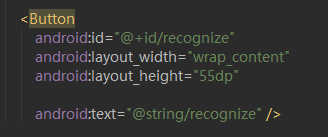 <Button
android:id="@+id/recognize"
android:layout_width="wrap_content"
android:layout_height="55dp"
android:text="@string/recognize" />